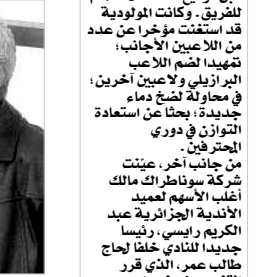 للفريق. وكانت المولودية
قد استغنت مؤخرا عن عدد
من اللاعبين الأجانب؛
تمهيدا لضم اللاعب
البرازيلي ولاعبين آخرين؛
في محاولة لضخ دماء
جديدة؛ بحثا عن استعادة
التوازن في دوري
المحترفين.
من جانب آخر، عيّنت
شركة سوناطراك مالك
أغلب الأسهم لعميد
الأندية الجزائرية عبد
الكريم رايسي، رئيسا
جديدا للنادي خلفا لحاج
طالب عمر، الذي قرر